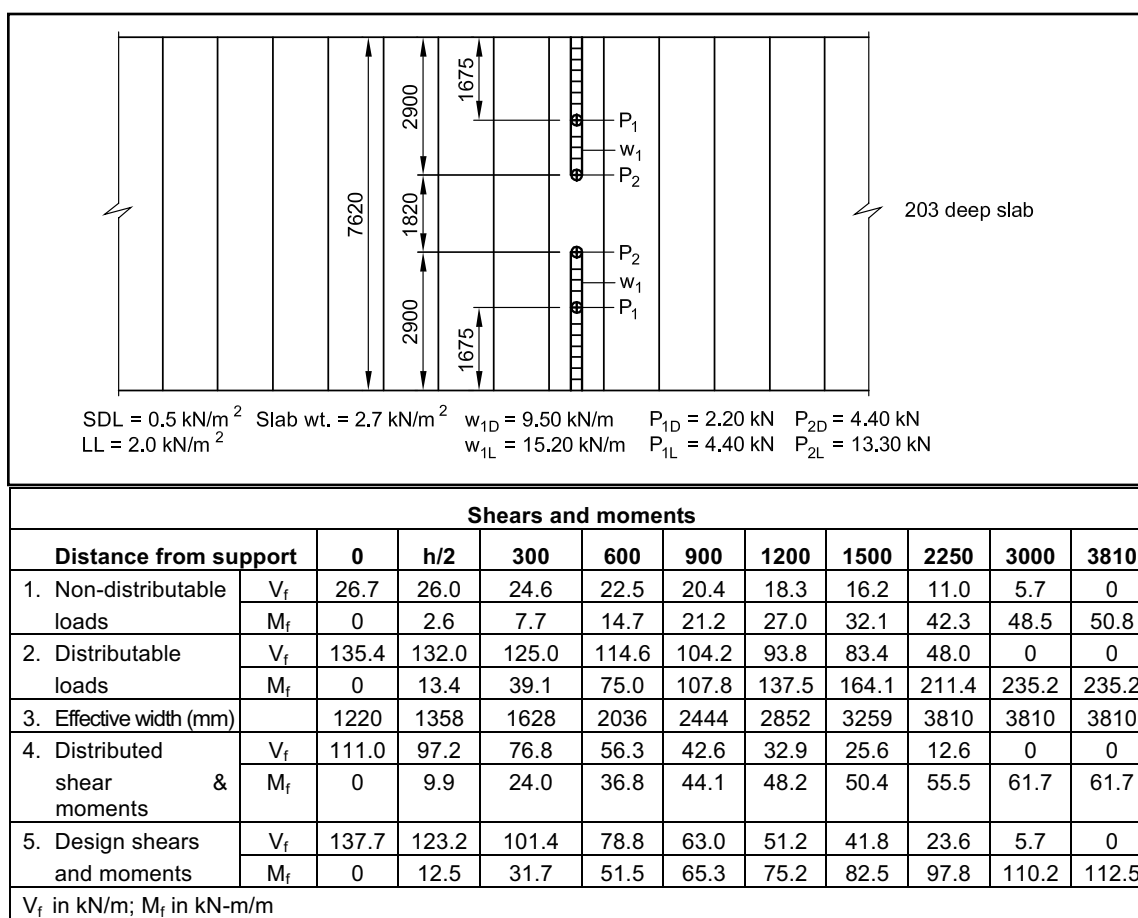 1675
2900
P1
w1
P2
7620
1820
203 deep slab
P2
w1
2900
P1
1675
SDL = 0.5 kN/m² Slab wt. = 2.7 kN/m² w1D = 9.50 kN/m P1D = 2.20 kN P2D = 4.40 kN
LL = 2.0 kN/m² w1L = 15.20 kN/m P1L = 4.40 kN P2L = 13.30 kN
Shears and moments
Distance from support 0 h/2 300 600 900 1200 1500 2250 3000 3810
1. Non-distributable Vf 26.7 26.0 24.6 22.5 20.4 18.3 16.2 11.0 5.7 0
loads Mf 0 2.6 7.7 14.7 21.2 27.0 32.1 42.3 48.5 50.8
2. Distributable Vf 135.4 132.0 125.0 114.6 104.2 93.8 83.4 48.0 0 0
loads Mf 0 13.4 39.1 75.0 107.8 137.5 164.1 211.4 235.2 235.2
3. Effective width (mm) 1220 1358 1628 2036 2444 2852 3259 3810 3810 3810
4. Distributed Vf 111.0 97.2 76.8 56.3 42.6 32.9 25.6 12.6 0 0
shear & Mf 0 9.9 24.0 36.8 44.1 48.2 50.4 55.5 61.7 61.7
moments
5. Design shears Vf 137.7 123.2 101.4 78.8 63.0 51.2 41.8 23.6 5.7 0
and moments Mf 0 12.5 31.7 51.5 65.3 75.2 82.5 97.8 110.2 112.5
Vf in kN/m; Mf in kN-m/m